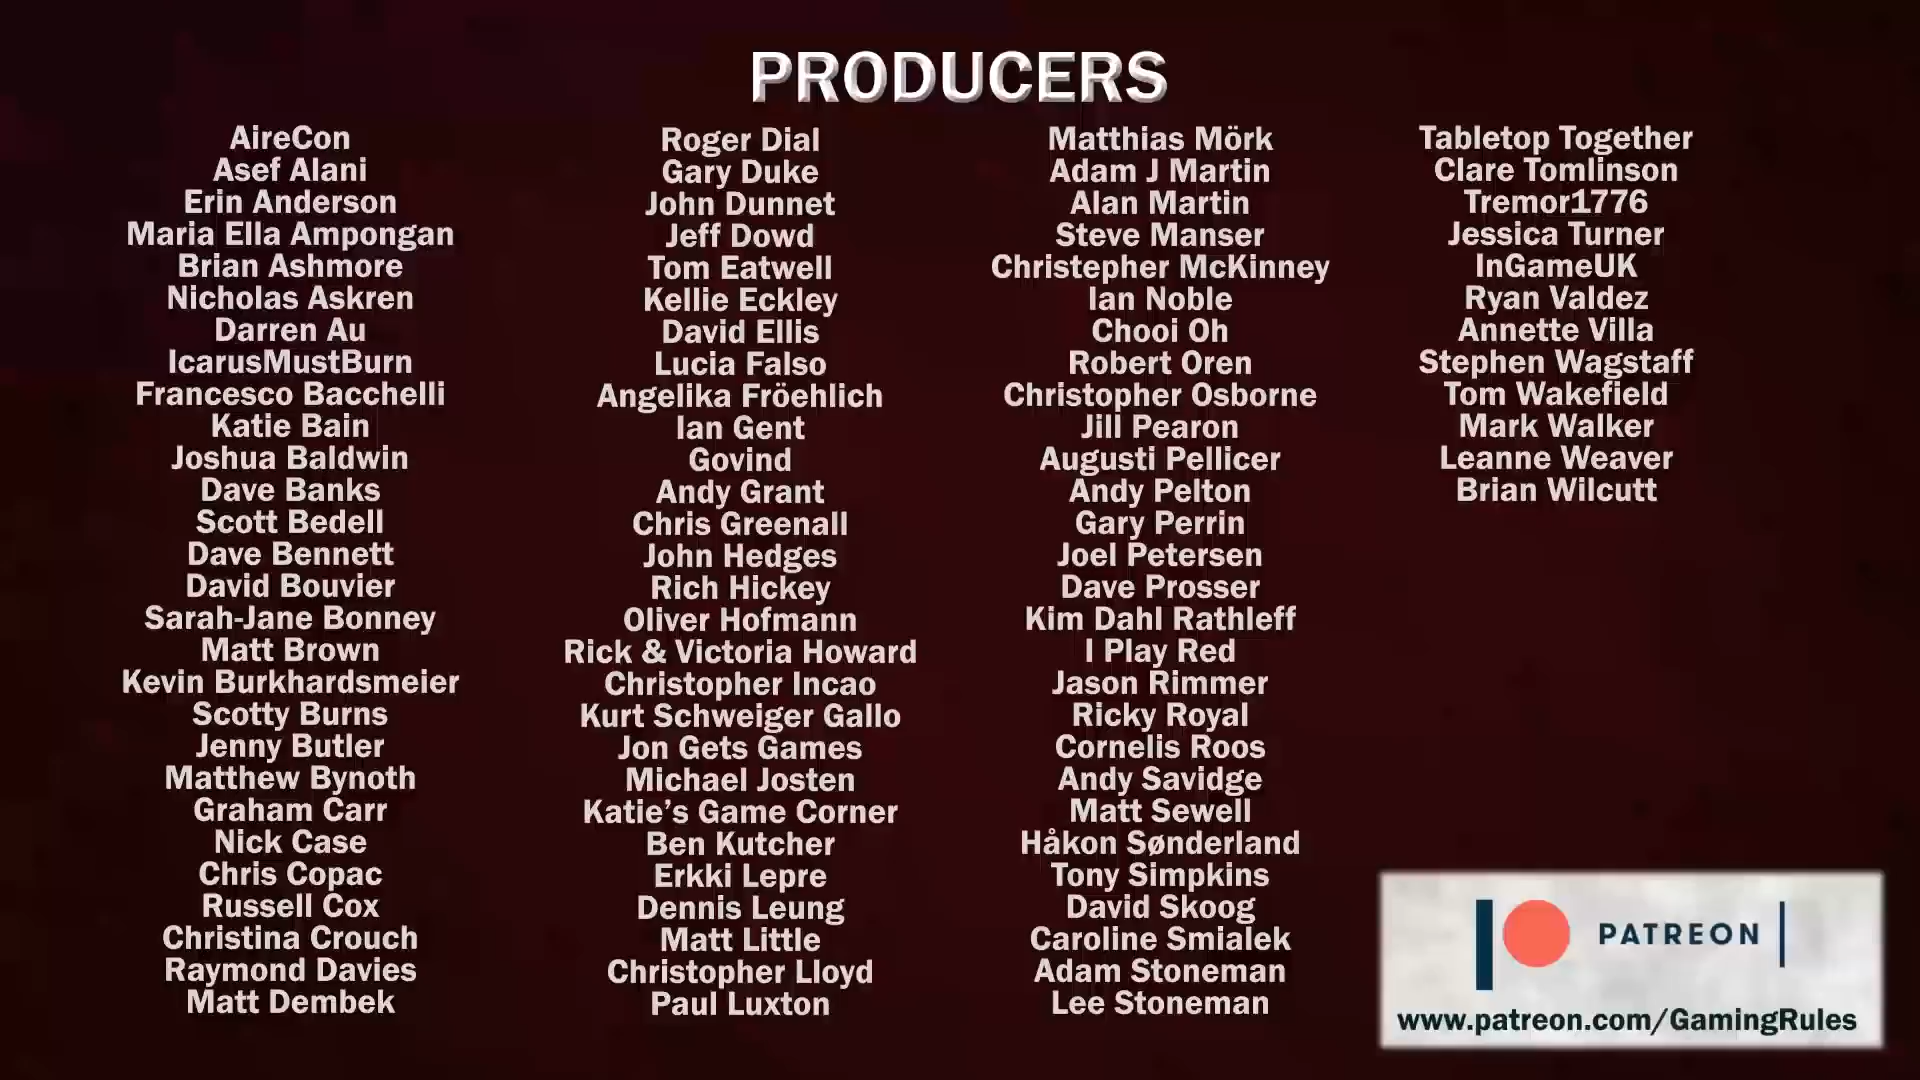 PRODUCERS
AireCon
Asef Alani
Erin Anderson
Maria Ella Ampongan
Brian Ashmore
Nicholas Askren
Darren Au
IcarusMustBurn
Francesco Bacchelli
Katie Bain
Joshua Baldwin
Dave Banks
Scott Bedell
Dave Bennett
David Bouvier
Sarah-Jane Bonney
Matt Brown
Kevin Burkhardsmeier
Scotty Burns
Jenny Butler
Matthew Bynoth
Graham Carr
Nick Case
Chris Copac
Russell Cox
Christina Crouch
Raymond Davies
Matt Dembek
Roger Dial
Gary Duke
John Dunnet
Jeff Dowd
Tom Eatwell
Kellie Eckley
David Ellis
Lucia Falso
Angelika Fröehlich
Ian Gent
Govind
Andy Grant
Chris Greenall
John Hedges
Rich Hickey
Oliver Hofmann
Rick & Victoria Howard
Christopher Incao
Kurt Schweiger Gallo
Jon Gets Games
Michael Josten
Katie's Game Corner
Ben Kutcher
Erkki Lepre
Dennis Leung
Matt Little
Christopher Lloyd
Paul Luxton
Matthias Mörk
Adam J Martin
Alan Martin
Steve Manser
Christepher McKinney
Ian Noble
Chooi Oh
Robert Oren
Christopher Osborne
Jill Pearon
Augusti Pellicer
Andy Pelton
Gary Perrin
Joel Petersen
Dave Prosser
Kim Dahl Rathleff
I Play Red
Jason Rimmer
Ricky Royal
Cornelis Roos
Andy Savidge
Matt Sewell
Håkon Sønderland
Tony Simpkins
David Skoog
Caroline Smialek
Adam Stoneman
Lee Stoneman
Tabletop Together
Clare Tomlinson
Tremor1776
Jessica Turner
InGameUK
Ryan Valdez
Annette Villa
Stephen Wagstaff
Tom Wakefield
Mark Walker
Leanne Weaver
Brian Wilcutt
PATREON
www.patreon.com/GamingRules